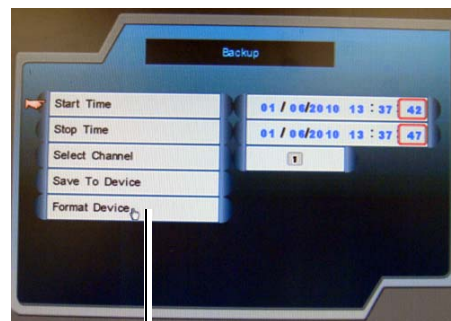 Backup
Start Time 01 / 06/2010 13 : 37 42
Stop Time 01 / 06/2010 13 : 37 47
Select Channel 1
Save To Device
Format Device